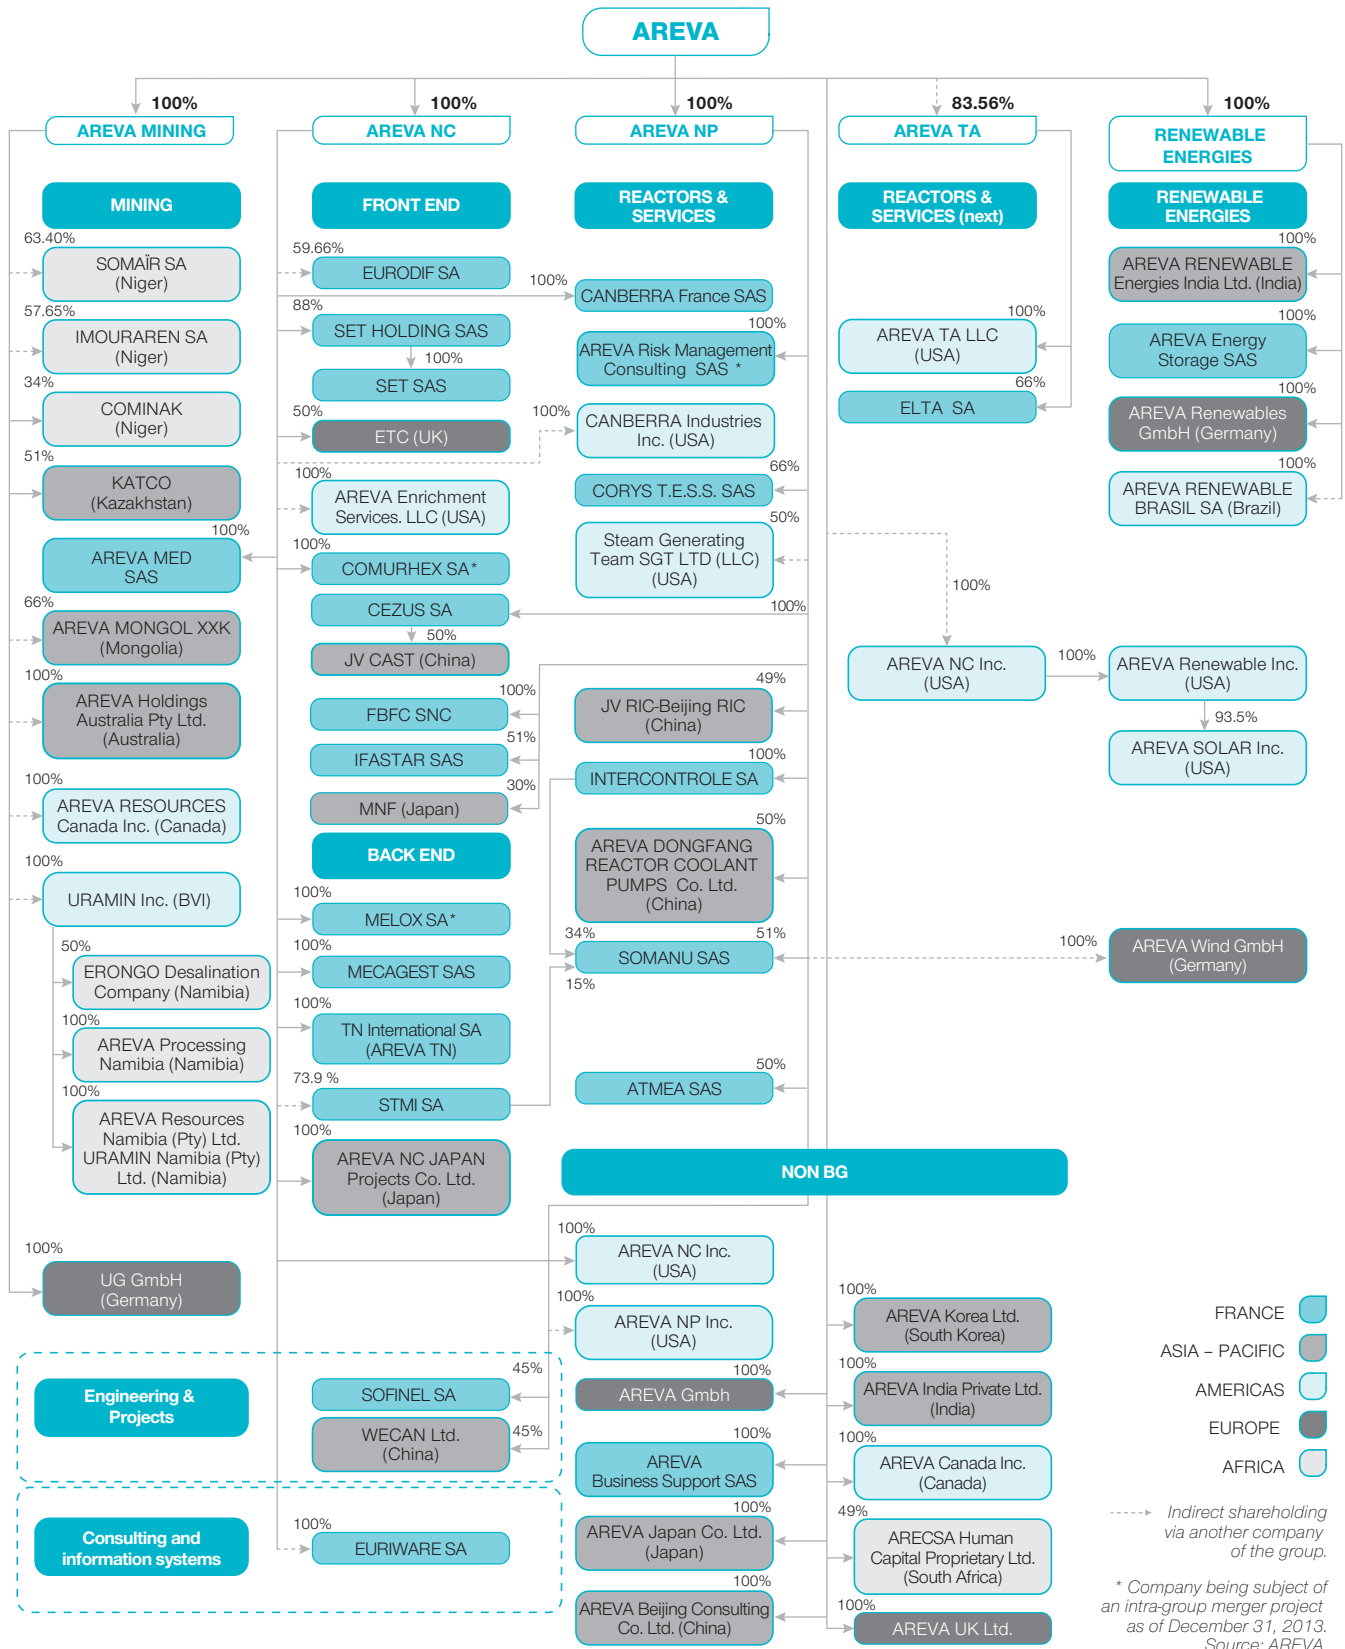 AREVA
100%
AREVA MINING
100%
AREVA NC
100%
AREVA NP
83.56%
AREVA TA
100%
RENEWABLE
ENERGIES
MINING
63.40%
SOMAÏR SA
(Niger)
57.65%
IMOURAREN SA
(Niger)
34%
COMINAK
(Niger)
51%
KATCO
(Kazakhstan)
100%
AREVA MED
SAS
66%
AREVA MONGOL XXK
(Mongolia)
100%
AREVA Holdings
Australia Pty Ltd.
(Australia)
100%
AREVA RESOURCES
Canada Inc. (Canada)
100%
URAMIN Inc. (BVI)
50%
ERONGO Desalination
Company (Namibia)
100%
AREVA Processing
Namibia (Namibia)
100%
AREVA Resources
Namibia (Pty) Ltd.
URAMIN Namibia (Pty)
Ltd. (Namibia)
100%
UG GmbH
(Germany)
FRONT END
59.66%
EURODIF SA
88%
SET HOLDING SAS
100%
SET SAS
50%
ETC (UK)
100%
AREVA Enrichment
Services. LLC (USA)
100%
COMURHEX SA*
CEZUS SA
100%
50%
JV CAST (China)
100%
FBFC SNC
51%
IFASTAR SAS
30%
MNF (Japan)
BACK END
100%
MELOX SA*
100%
MECAGEST SAS
100%
TN International SA
(AREVA TN)
73.9 %
STMI SA
100%
AREVA NC JAPAN
Projects Co. Ltd.
(Japan)
REACTORS &
SERVICES
100%
CANBERRA France SAS
100%
AREVA Risk Management
Consulting SAS *
100%
CANBERRA Industries
Inc. (USA)
66%
CORYS T.E.S.S. SAS
50%
Steam Generating
Team SGT LTD (LLC)
(USA)
49%
JV RIC-Beijing RIC
(China)
100%
INTERCONTROLE SA
50%
AREVA DONGFANG
REACTOR COOLANT
PUMPS Co. Ltd.
(China)
34%
51%
SOMANU SAS
15%
50%
ATMEA SAS
REACTORS &
SERVICES (next)
100%
AREVA TA LLC
(USA)
66%
ELTA SA
100%
AREVA NC Inc.
(USA)
RENEWABLE
ENERGIES
100%
AREVA RENEWABLE
Energies India Ltd. (India)
100%
AREVA Energy
Storage SAS
100%
AREVA Renewables
GmbH (Germany)
100%
AREVA RENEWABLE
BRASIL SA (Brazil)
100%
AREVA Renewable Inc.
(USA)
93.5%
AREVA SOLAR Inc.
(USA)
100%
AREVA Wind GmbH
(Germany)
NON BG
100%
AREVA NC Inc.
(USA)
100%
AREVA NP Inc.
(USA)
100%
AREVA Gmbh
100%
AREVA
Business Support SAS
100%
AREVA Japan Co. Ltd.
(Japan)
100%
AREVA Beijing Consulting
Co. Ltd. (China)
100%
AREVA Korea Ltd.
(South Korea)
100%
AREVA India Private Ltd.
(India)
100%
AREVA Canada Inc.
(Canada)
49%
ARECSA Human
Capital Proprietary Ltd.
(South Africa)
100%
AREVA UK Ltd.
Engineering &
Projects
45%
SOFINEL SA
WECAN Ltd.
(China)
45%
Consulting and
information systems
100%
EURIWARE SA
FRANCE
ASIA – PACIFIC
AMERICAS
EUROPE
AFRICA
Indirect shareholding
via another company
of the group.
* Company being subject of
an intra-group merger project
as of December 31, 2013.
Source: AREVA.